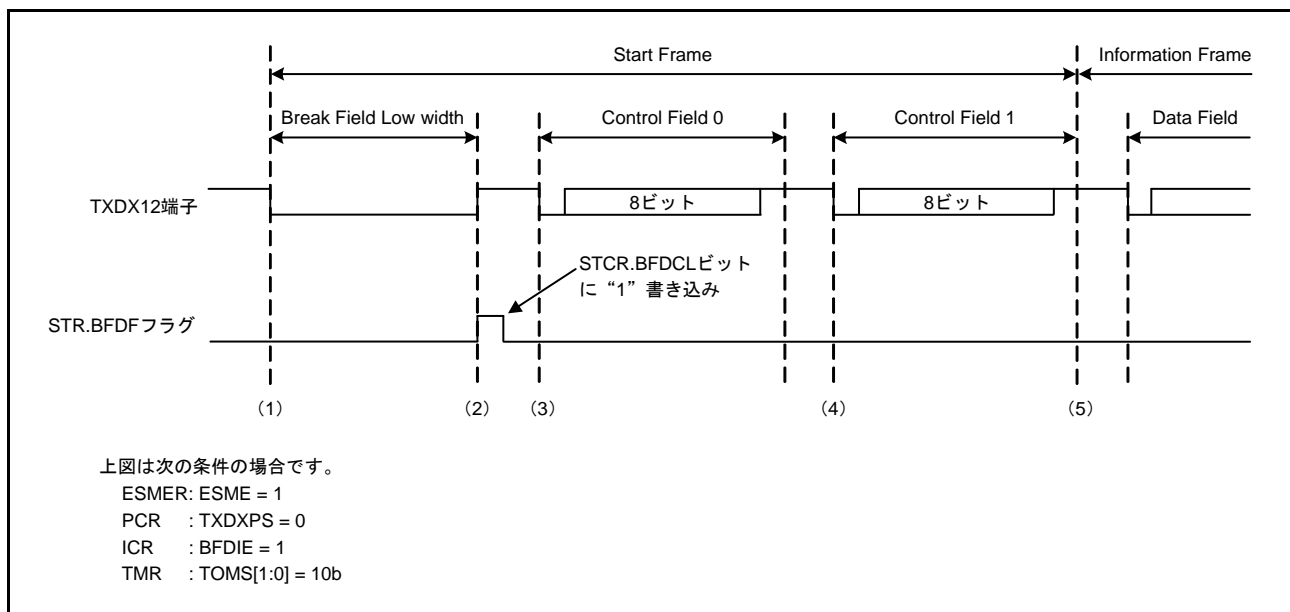 Start Frame
Information Frame
Break Field Low width
Control Field 0
Control Field 1
Data Field
TXDX12端子
8ビット
8ビット
STCR.BFDCLビット
に“1”書き込み
STR.BFDFフラグ
(1)
(2)
(3)
(4)
(5)
上図は次の条件の場合です。
ESMER: ESME = 1
PCR : TXDXPS = 0
ICR : BFDIE = 1
TMR : TOMS[1:0] = 10b